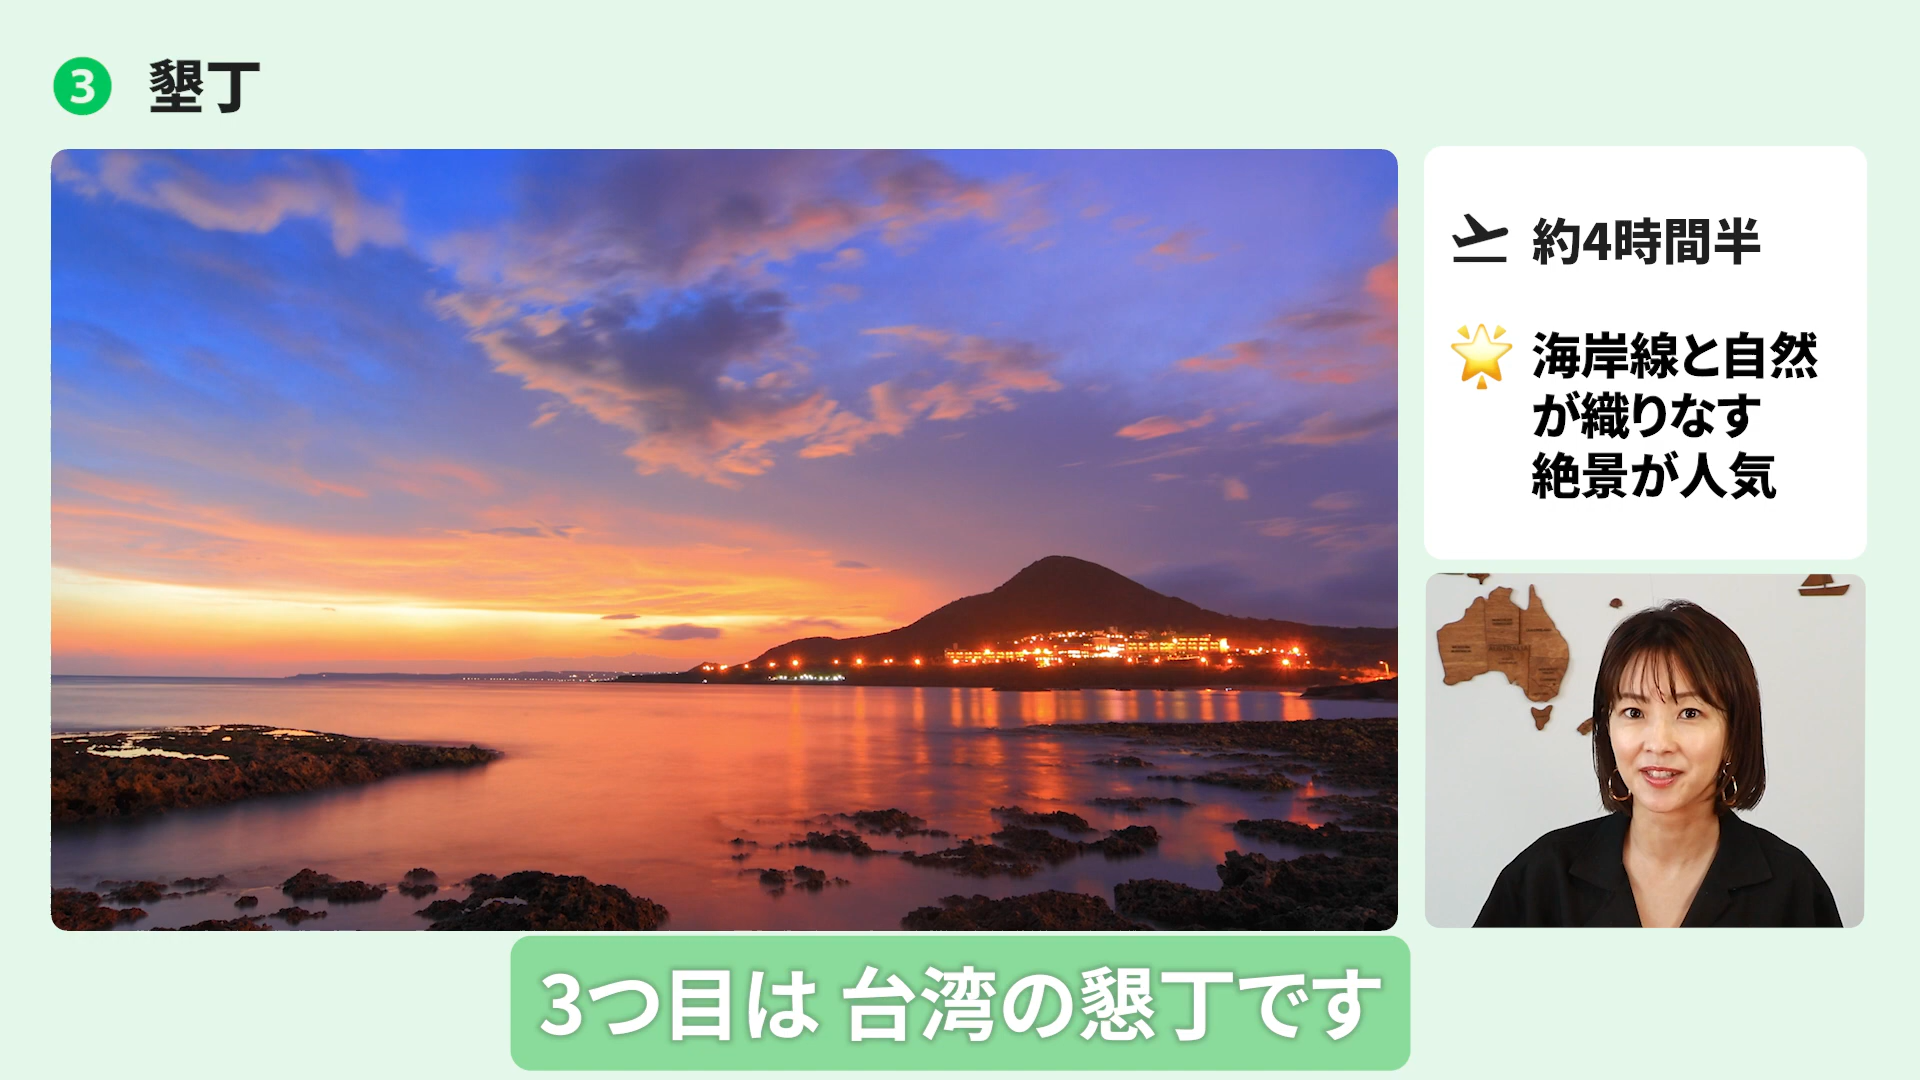 3 墾丁
約4時間半
海岸線と自然
が織りなす
絶景が人気
3つ目は 台湾の懇丁です